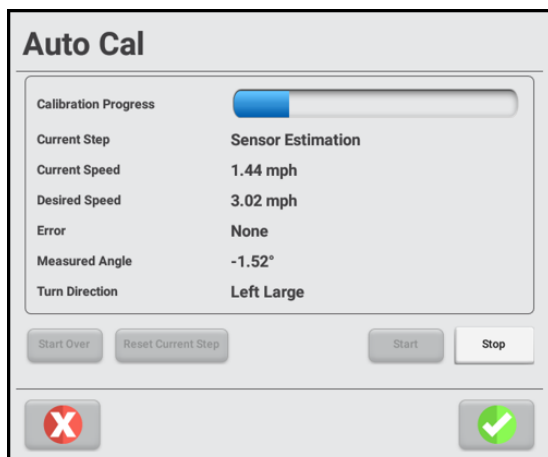 Auto Cal
Calibration Progress
Current Step Sensor Estimation
Current Speed 1.44 mph
Desired Speed 3.02 mph
Error None
Measured Angle -1.52°
Turn Direction Left Large
Start Over Reset Current Step Start Stop